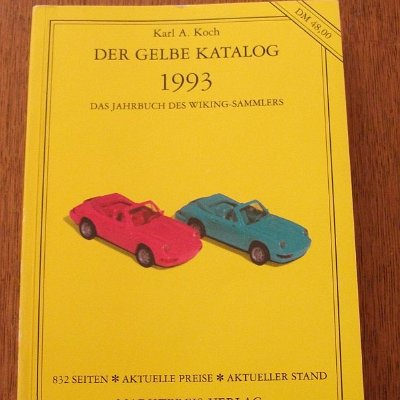 Karl A. Koch
DM 48,00
DER GELBE KATALOG
1993
DAS JAHRBUCH DES WIKING-SAMMLERS
832 SEITEN ✻ AKTUELLE PREISE ✻ AKTUELLER STAND